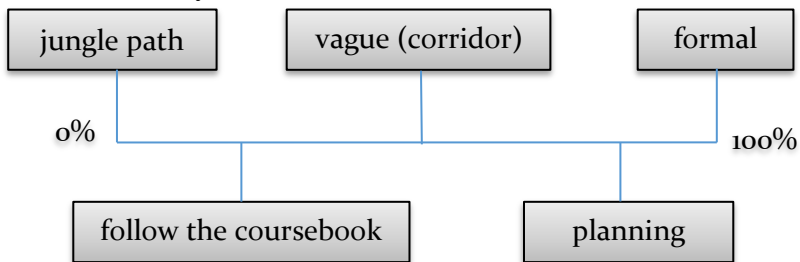 jungle path
vague (corridor)
formal
0%
100%
follow the coursebook
planning